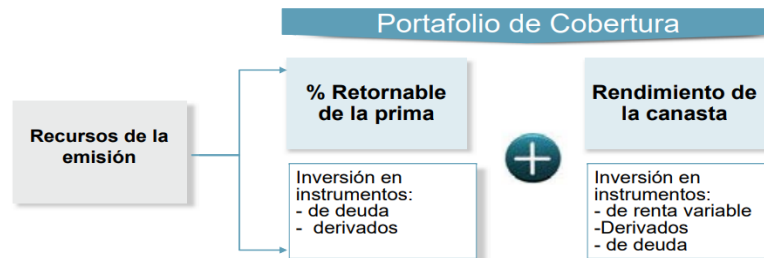 Portafolio de Cobertura
Recursos de la
emisión
% Retornable
de la prima
Inversión en
instrumentos:
- de deuda
- derivados
Rendimiento de
la canasta
Inversión en
instrumentos:
- de renta variable
-Derivados
- de deuda